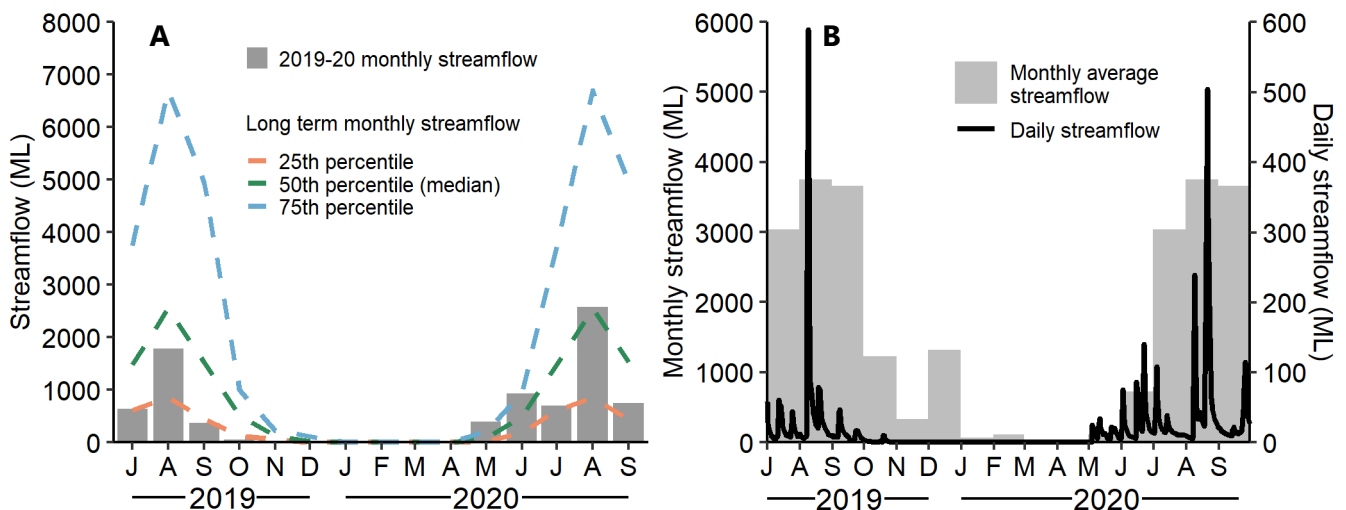 A
8000
7000
6000
5000
4000
3000
2000
1000
0
Streamflow (ML)
2019-20 monthly streamflow
Long term monthly streamflow
25th percentile
50th percentile (median)
75th percentile
J A S O N D J F M A M J J A S
2019 2020
B
6000
5000
4000
3000
2000
1000
0
Monthly streamflow (ML)
Monthly average
streamflow
Daily streamflow
600
500
400
300
200
100
0
Daily streamflow (ML)
J A S O N D J F M A M J J A S
2019 2020